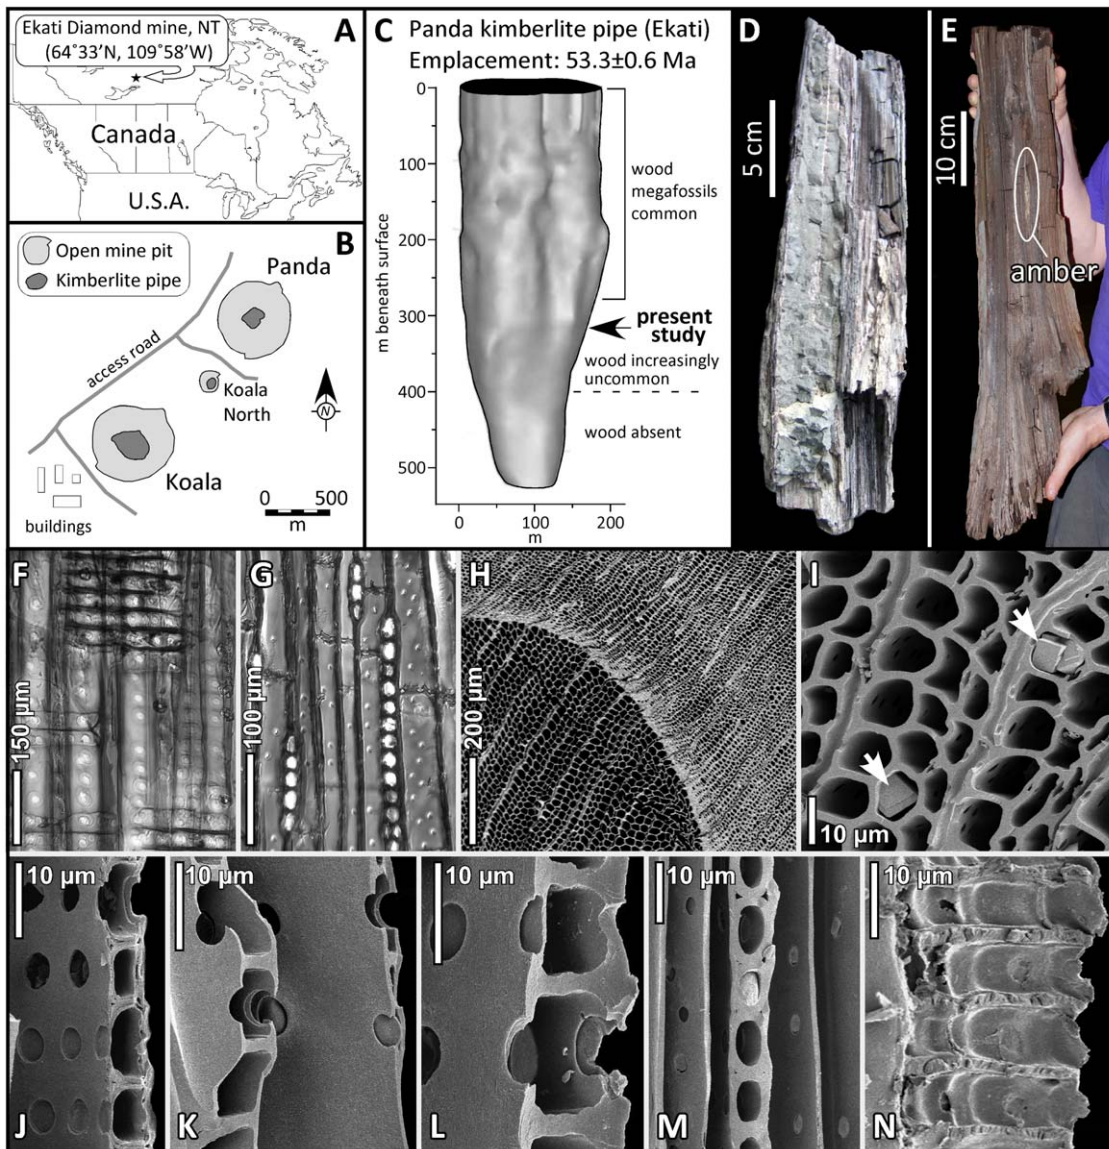 A
Ekati Diamond mine, NT
(64˚33’N, 109˚58’W)
Canada
U.S.A.
B
Open mine pit
Kimberlite pipe
Panda
access road
Koala
North
N
Koala
buildings
0 500
m
C
Panda kimberlite pipe (Ekati)
Emplacement: 53.3±0.6 Ma
m beneath surface
0
100
200
300
400
500
0 100 200
m
wood
megafossils
common
present
study
wood increasingly
uncommon
wood absent
D
5 cm
E
10 cm
amber
F
150 µm
G
100 µm
H
200 µm
I
10 µm
10 µm
J
10 µm
K
10 µm
L
10 µm
M
10 µm
N